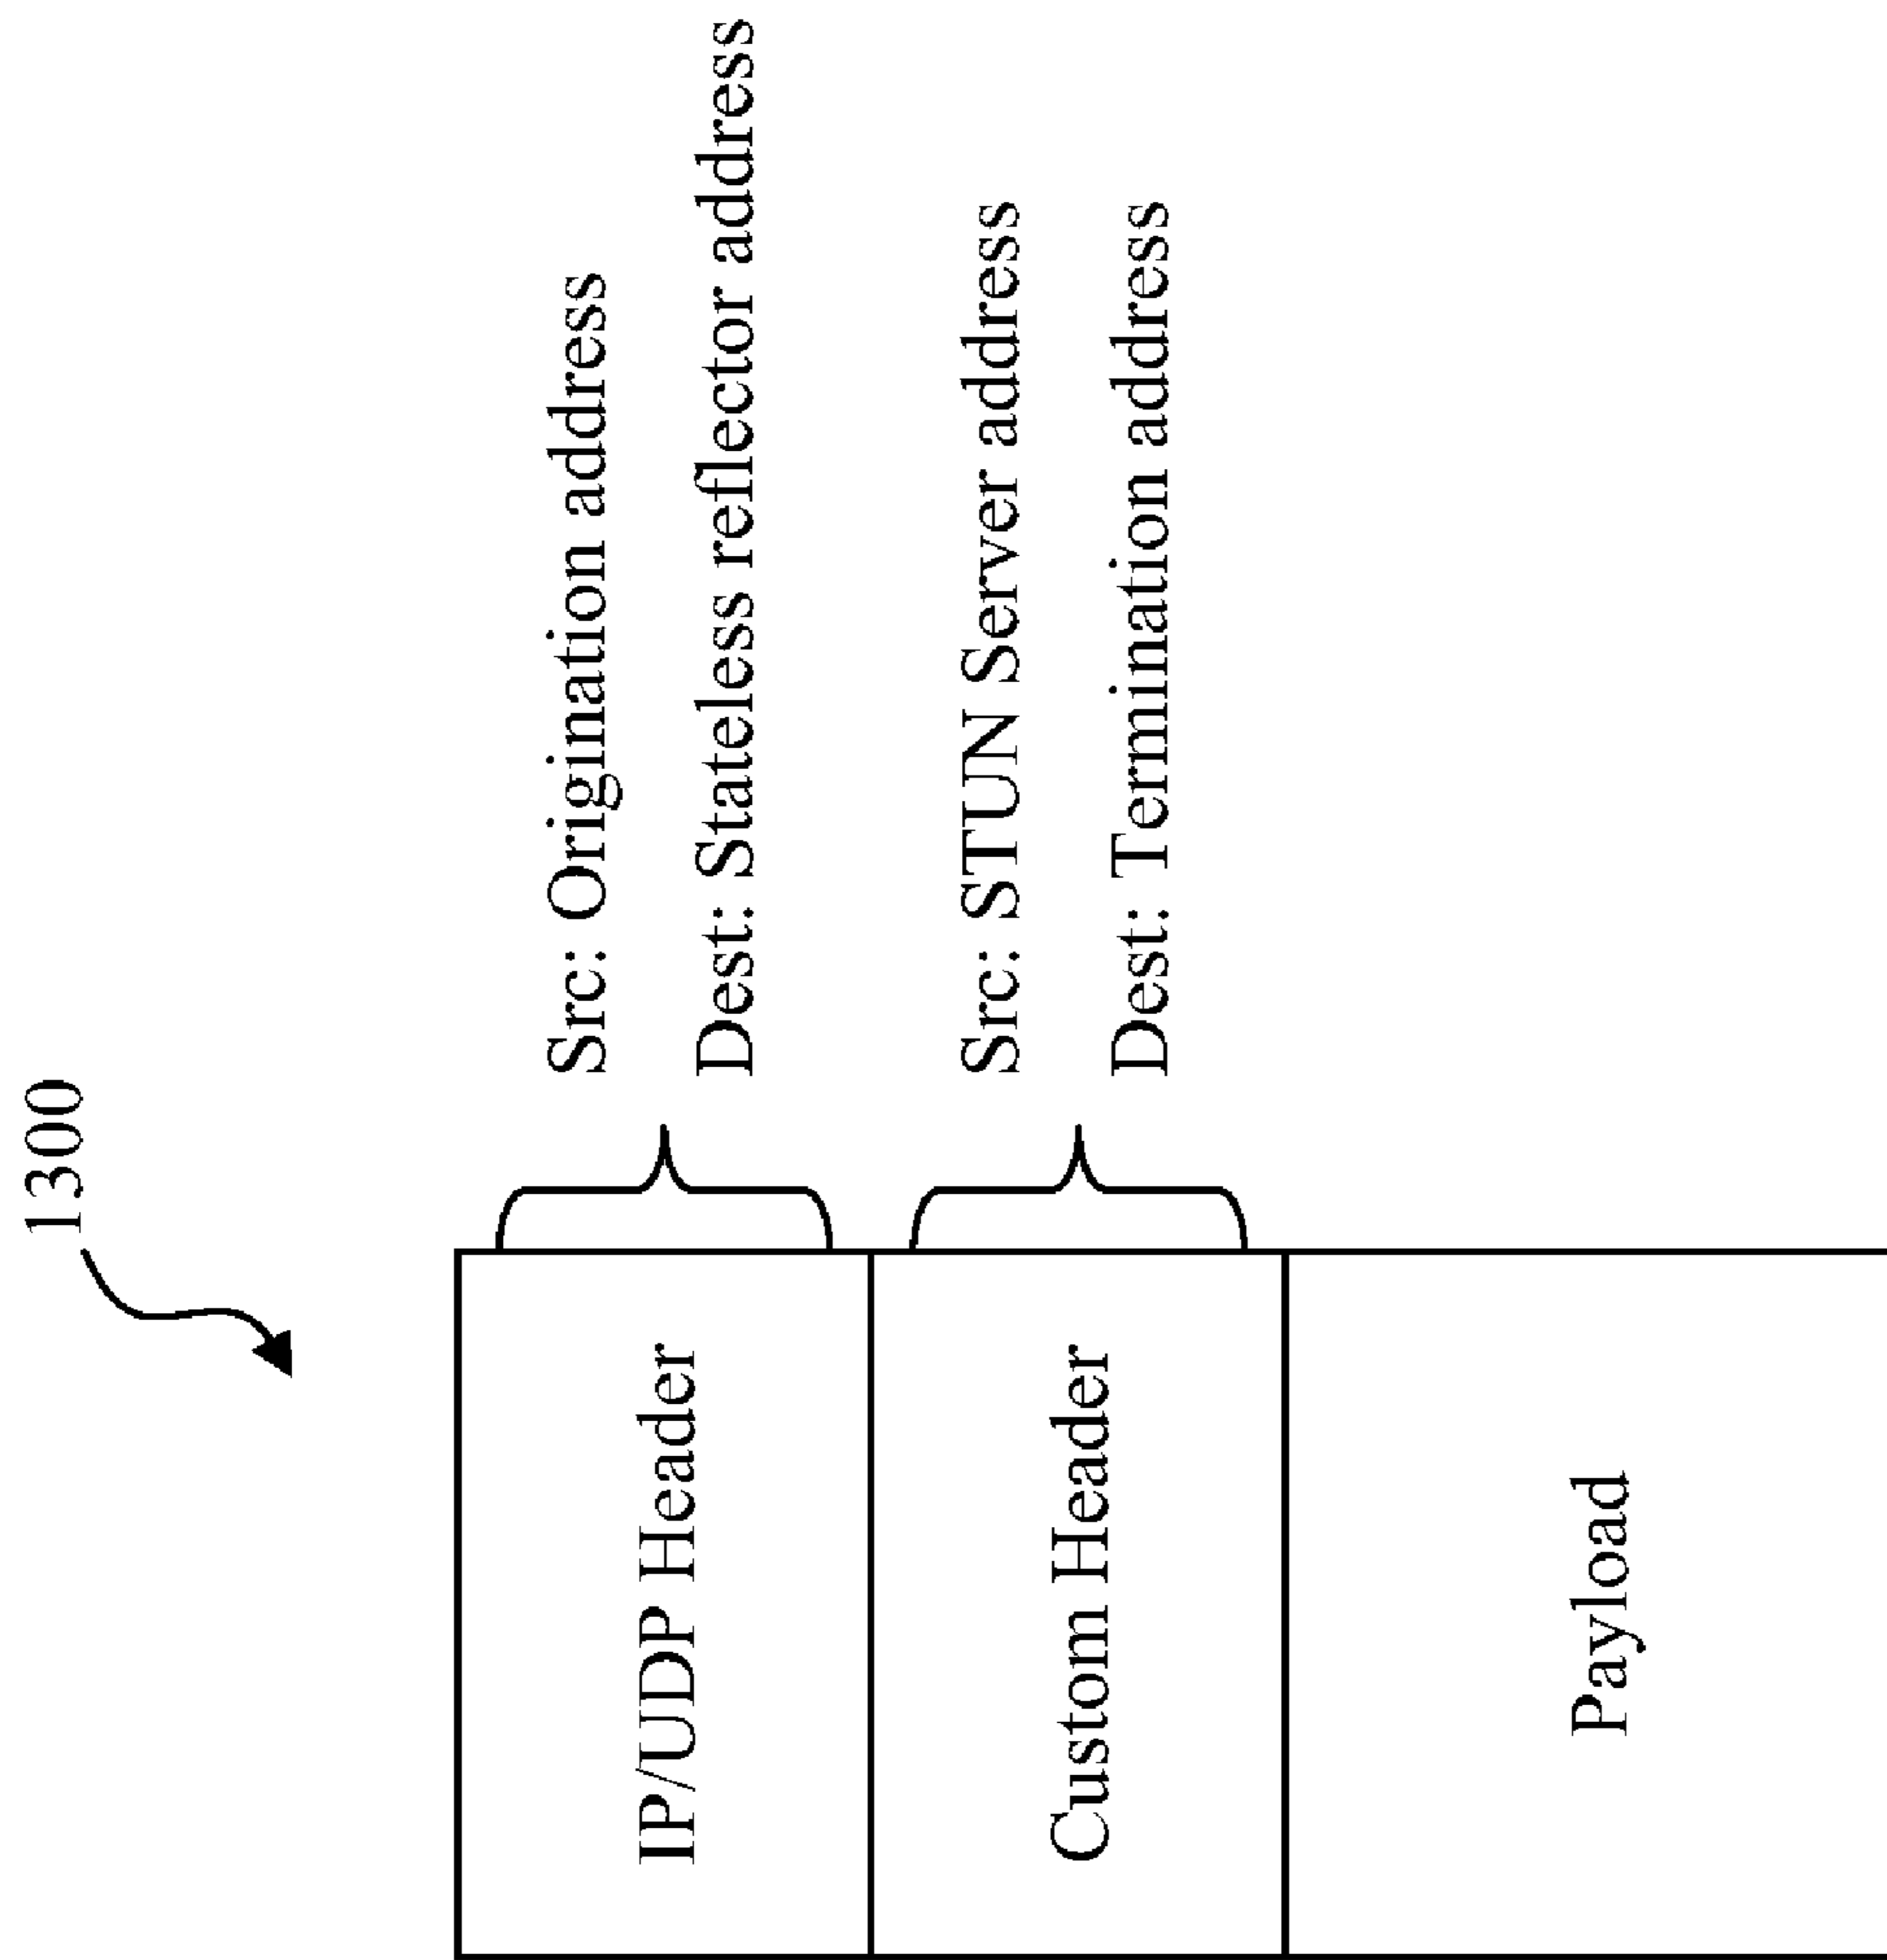 1300
IP/UDP Header
Src: Origination address
Dest: Stateless reflector address
Custom Header
Src: STUN Server address
Dest: Termination address
Payload